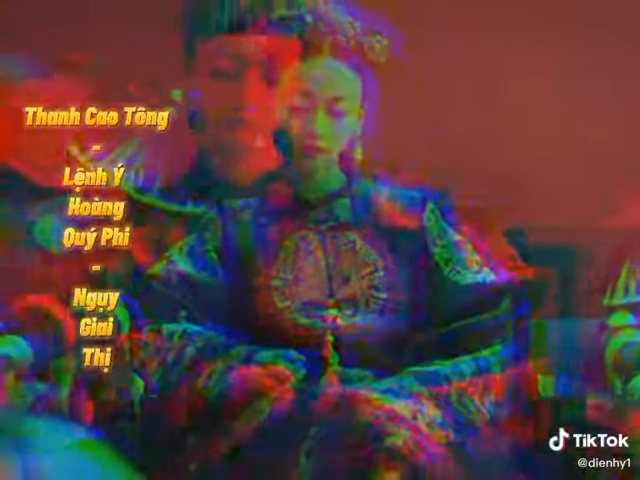 Thanh Cao Tông
-
Lệnh Ý
Hoàng
Quý Phi
-
Ngụy
Giai
Thị
TikTok
@dienhy1